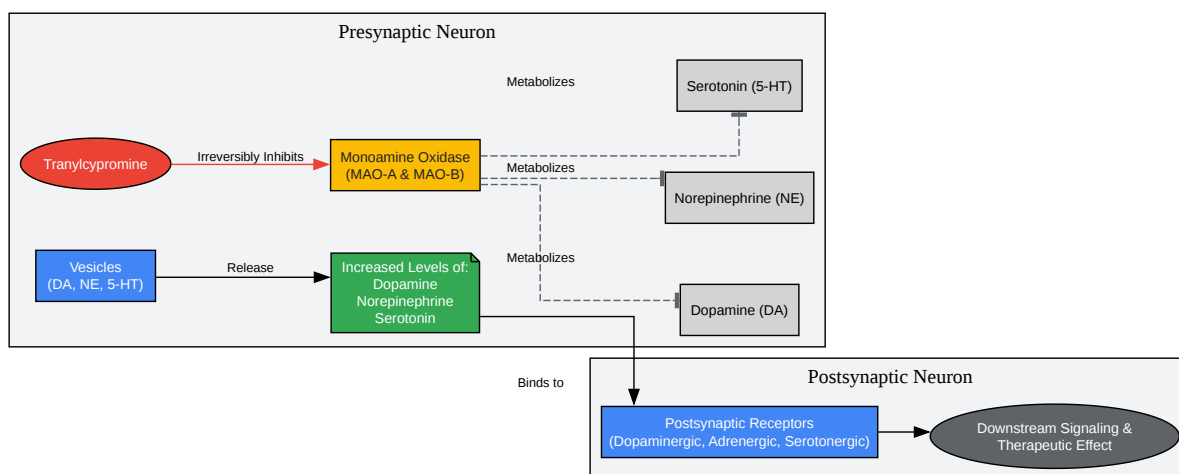 Presynaptic Neuron
Metabolizes
Serotonin (5-HT)
Tranylcypromine
Irreversibly Inhibits
Monoamine Oxidase
(MAO-A & MAO-B)
Metabolizes
Norepinephrine (NE)
Vesicles
(DA, NE, 5-HT)
Release
Increased Levels of:
Dopamine
Norepinephrine
Serotonin
Metabolizes
Dopamine (DA)
Binds to
Postsynaptic Neuron
Postsynaptic Receptors
(Dopaminergic, Adrenergic, Serotonergic)
Downstream Signaling &
Therapeutic Effect